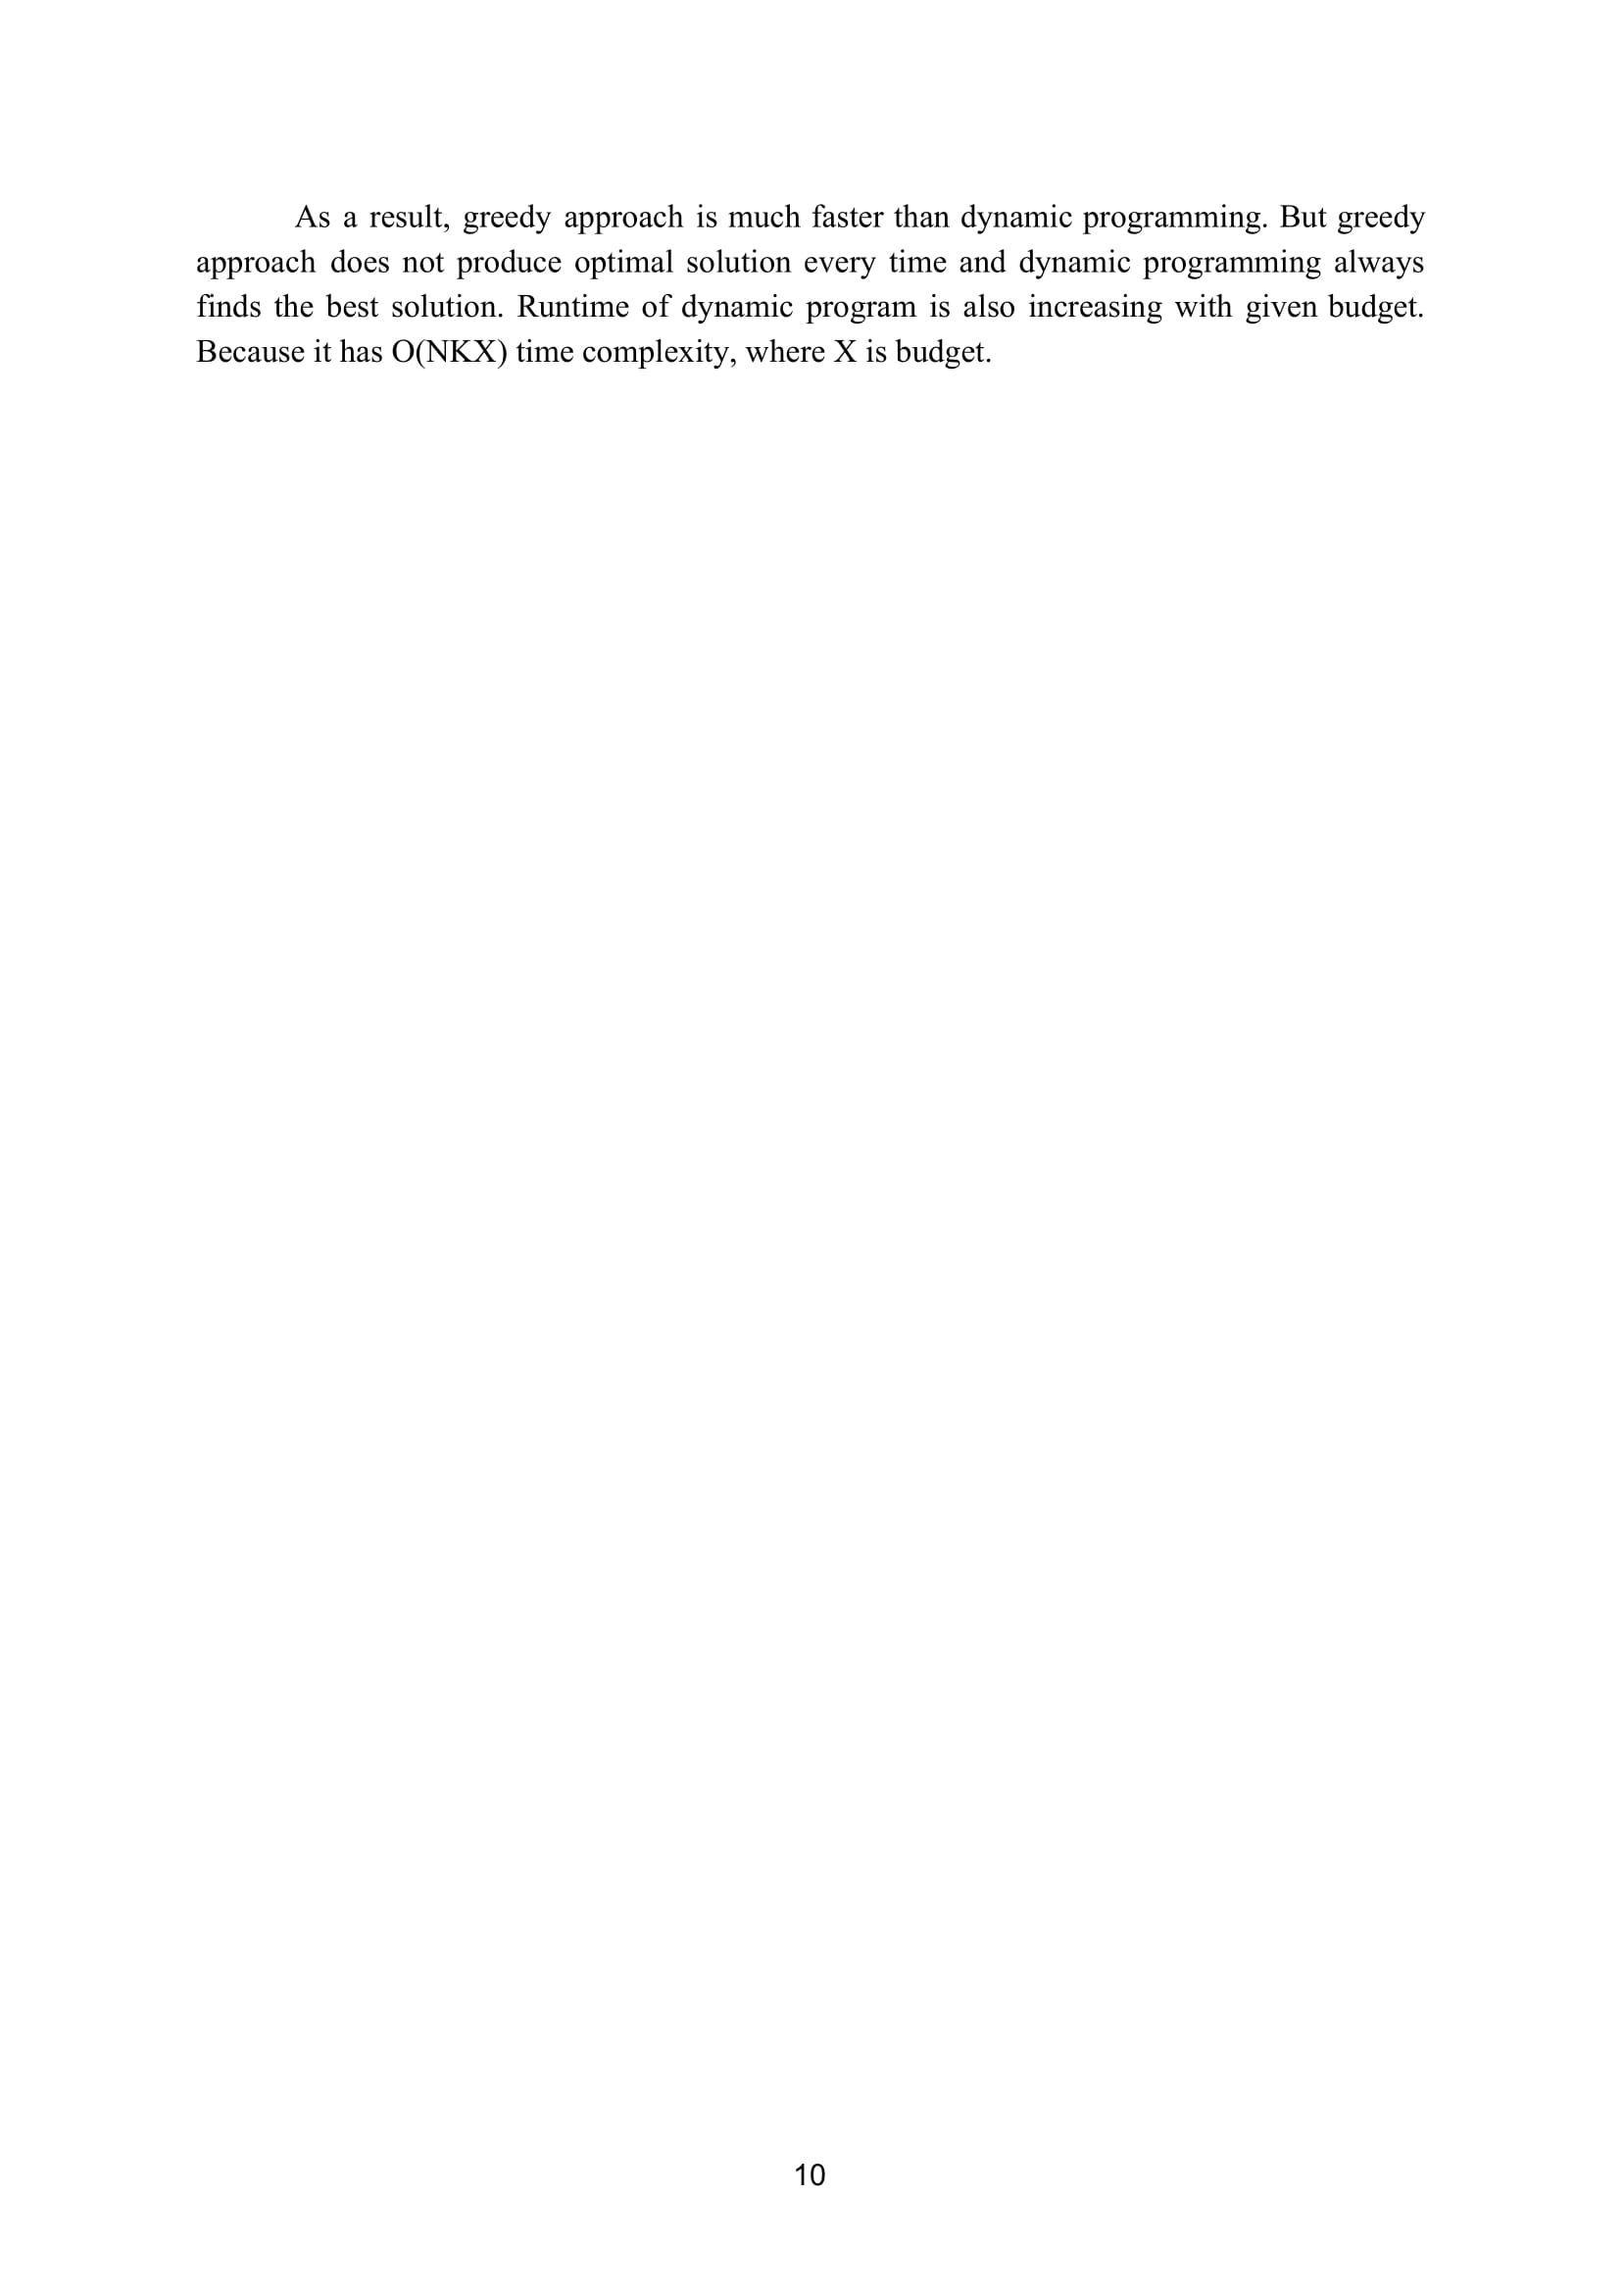 As a result, greedy approach is much faster than dynamic programming. But greedy
approach does not produce optimal solution every time and dynamic programming always
finds the best solution. Runtime of dynamic program is also increasing with given budget.
Because it has O(NKX) time complexity, where X is budget.
10